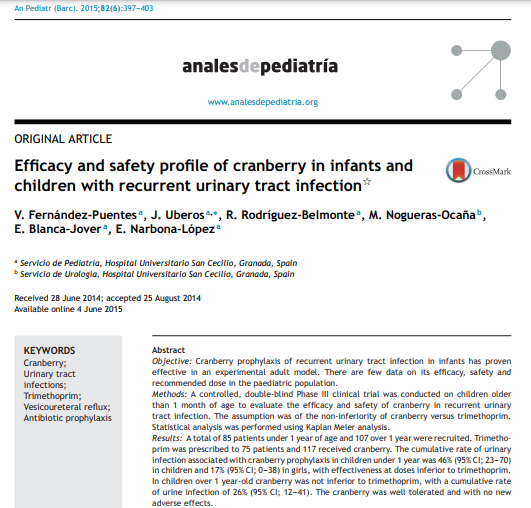 An Pediatr (Barc). 2015;82(6):397-403
analesdepediatría
www.analesdepediatria.org
ORIGINAL ARTICLE
Efficacy and safety profile of cranberry in infants and
children with recurrent urinary tract infection☆
CrossMark
V. Fernández-Puentes a, J. Uberos a,*, R. Rodríguez-Belmonte a, M. Nogueras-Ocaña b,
E. Blanca-Jover a, E. Narbona-López a
a Servicio de Pediatría, Hospital Universitario San Cecilio, Granada, Spain
b Servicio de Urología, Hospital Universitario San Cecilio, Granada, Spain
Received 28 June 2014; accepted 25 August 2014
Available online 4 June 2015
KEYWORDS
Cranberry;
Urinary tract
infections;
Trimethoprim;
Vesicoureteral reflux;
Antibiotic prophylaxis
Abstract
Objective: Cranberry prophylaxis of recurrent urinary tract infection in infants has proven
effective in an experimental adult model. There are few data on its efficacy, safety and
recommended dose in the paediatric population.
Methods: A controlled, double-blind Phase III clinical trial was conducted on children older
than 1 month of age to evaluate the efficacy and safety of cranberry in recurrent urinary
tract infection. The assumption was of the non-inferiority of cranberry versus trimethoprim.
Statistical analysis was performed using Kaplan Meier analysis.
Results: A total of 85 patients under 1 year of age and 107 over 1 year were recruited. Trimetho-
prim was prescribed to 75 patients and 117 received cranberry. The cumulative rate of urinary
infection associated with cranberry prophylaxis in children under 1 year was 46% (95% CI; 23-70)
in children and 17% (95% CI; 0-38) in girls, with effectiveness at doses inferior to trimethoprim.
In children over 1 year-old cranberry was not inferior to trimethoprim, with a cumulative rate
of urine infection of 26% (95% CI; 12-41). The cranberry was well tolerated and with no new
adverse effects.